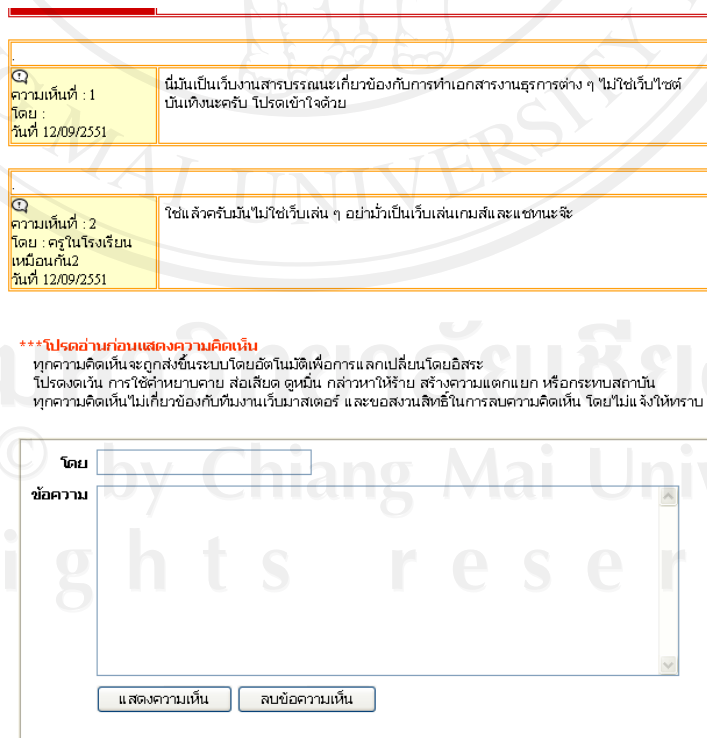 .
ความเห็นที่ : 1
โดย :
วันที่ 12/09/2551
นี่มันเป็นเว็บงานสารบรรณนะเกี่ยวข้องกับการทำเอกสารงานธุรการต่าง ๆ ไม่ใช่เว็บไซต์
บันเทิงนะครับ โปรดเข้าใจด้วย
.
ความเห็นที่ : 2
โดย : ครูในโรงเรียน
เหมือนกัน2
วันที่ 12/09/2551
ใช่แล้วครับมันไม่ใช่เว็บเล่น ๆ อย่ามั่วเป็นเว็บเล่นเกมส์และแชทนะจ๊ะ
***โปรดอ่านก่อนแสดงความคิดเห็น
ทุกความคิดเห็นจะถูกส่งขึ้นระบบโดยอัตโนมัติเพื่อการแลกเปลี่ยนโดยอิสระ
โปรดงดเว้น การใช้คำหยาบคาย ส่อเสียด ดูหมิ่น กล่าวหาให้ร้าย สร้างความแตกแยก หรือกระทบสถาบัน
ทุกความคิดเห็นไม่เกี่ยวข้องกับทีมงานเว็บมาสเตอร์ และขอสงวนสิทธิ์ในการลบความคิดเห็น โดยไม่แจ้งให้ทราบ
โดย
ข้อความ
แสดงความเห็น ลบข้อความเห็น
© by Chiang Mai Univ
ights reser